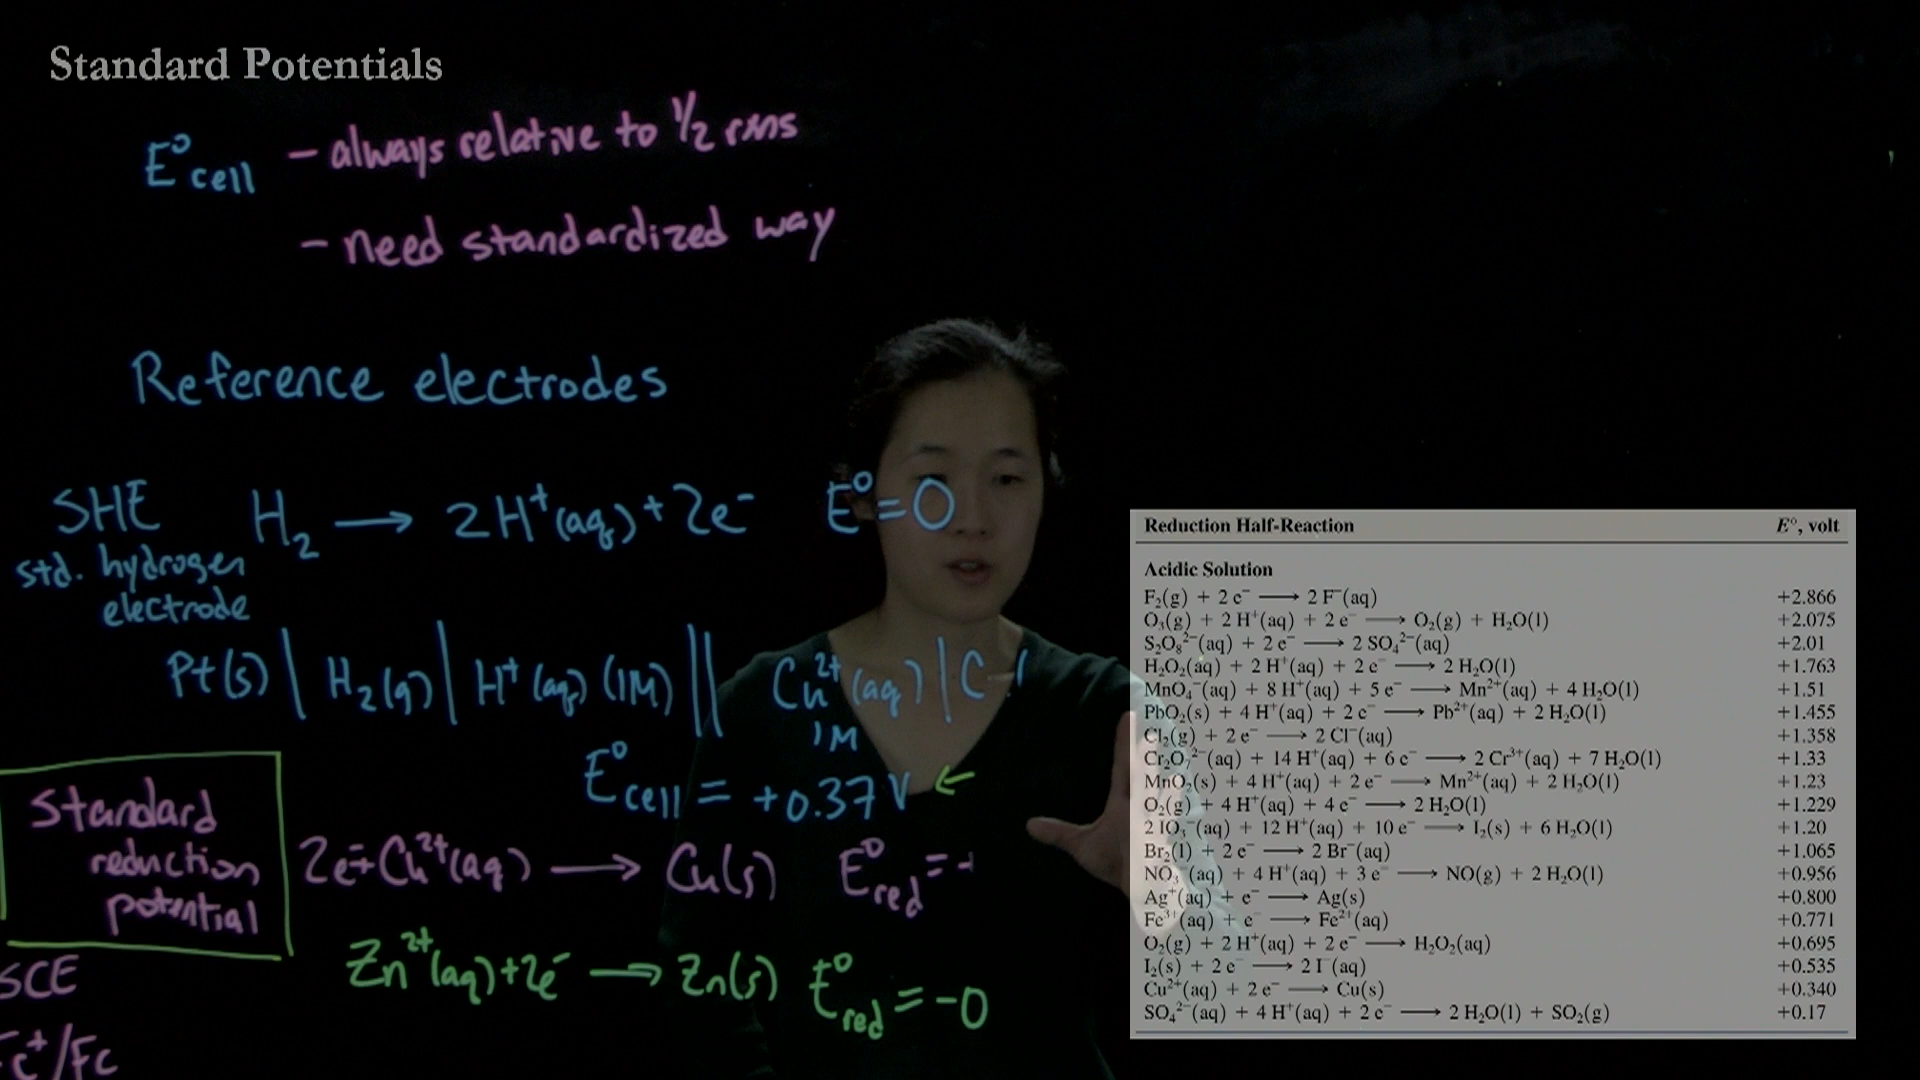 Standard Potentials
E°cell – always relative to ½ rxns
– need standardized way
Reference electrodes
SHE H₂ → 2H⁺(aq) + 2e⁻ E° = 0
std. hydrogen
electrode
Pt(s) | H₂(g) | H⁺(aq) (1M) || Cu²⁺(aq) | C
1M
E°cell = +0.37 V ←
Standard
reduction
potential
2e⁻ + Cu²⁺(aq) → Cu(s) E°red =
Zn²⁺(aq) + 2e⁻ → Zn(s) E°red = -0
SCE
Fc⁺/Fc
Reduction Half-Reaction E°, volt
Acidic Solution
F₂(g) + 2 e⁻ → 2 F⁻(aq) +2.866
O₃(g) + 2 H⁺(aq) + 2 e⁻ → O₂(g) + H₂O(l) +2.075
S₂O₈²⁻(aq) + 2 e⁻ → 2 SO₄²⁻(aq) +2.01
H₂O₂(aq) + 2 H⁺(aq) + 2 e⁻ → 2 H₂O(l) +1.763
MnO₄⁻(aq) + 8 H⁺(aq) + 5 e⁻ → Mn²⁺(aq) + 4 H₂O(l) +1.51
PbO₂(s) + 4 H⁺(aq) + 2 e⁻ → Pb²⁺(aq) + 2 H₂O(l) +1.455
Cl₂(g) + 2 e⁻ → 2 Cl⁻(aq) +1.358
Cr₂O₇²⁻(aq) + 14 H⁺(aq) + 6 e⁻ → 2 Cr³⁺(aq) + 7 H₂O(l) +1.33
MnO₂(s) + 4 H⁺(aq) + 2 e⁻ → Mn²⁺(aq) + 2 H₂O(l) +1.23
O₂(g) + 4 H⁺(aq) + 4 e⁻ → 2 H₂O(l) +1.229
2 IO₃⁻(aq) + 12 H⁺(aq) + 10 e⁻ → I₂(s) + 6 H₂O(l) +1.20
Br₂(l) + 2 e⁻ → 2 Br⁻(aq) +1.065
NO₃⁻(aq) + 4 H⁺(aq) + 3 e⁻ → NO(g) + 2 H₂O(l) +0.956
Ag⁺(aq) + e⁻ → Ag(s) +0.800
Fe³⁺(aq) + e⁻ → Fe²⁺(aq) +0.771
O₂(g) + 2 H⁺(aq) + 2 e⁻ → H₂O₂(aq) +0.695
I₂(s) + 2 e⁻ → 2 I⁻(aq) +0.535
Cu²⁺(aq) + 2 e⁻ → Cu(s) +0.340
SO₄²⁻(aq) + 4 H⁺(aq) + 2 e⁻ → 2 H₂O(l) + SO₂(g) +0.17